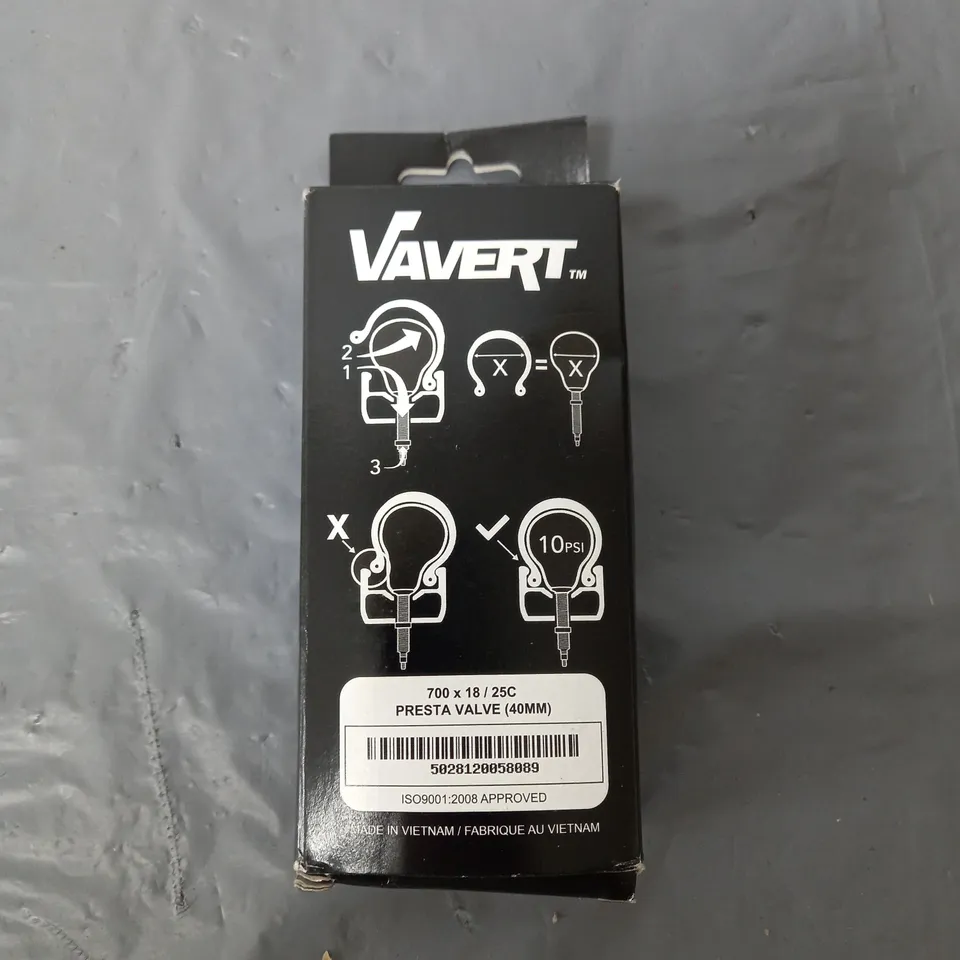 VAVERT™
2
1
X = X
3
X
10PSI
700 x 18 / 25C
PRESTA VALVE (40MM)
5028120058089
ISO9001:2008 APPROVED
MADE IN VIETNAM / FABRIQUE AU VIETNAM